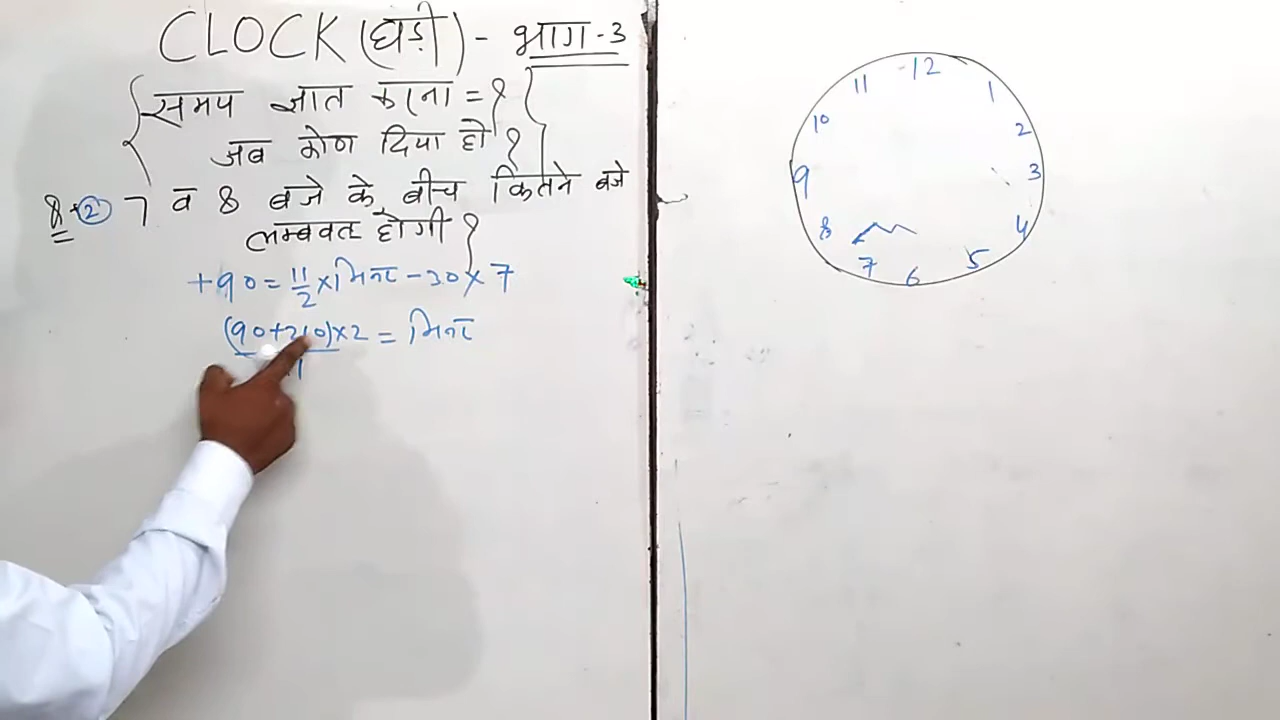 CLOCK (घड़ी) - भाग-3
समय ज्ञात करना = ?
जब कोण दिया हो ?
8. 2 7 व 8 बजे के बीच कितने बजे
लम्बवत होगी ?
+90 = 11/2 × मिनट - 30 × 7
(90+210)×2 = मिनट
12
11
1
10
2
9
3
8
4
7
5
6